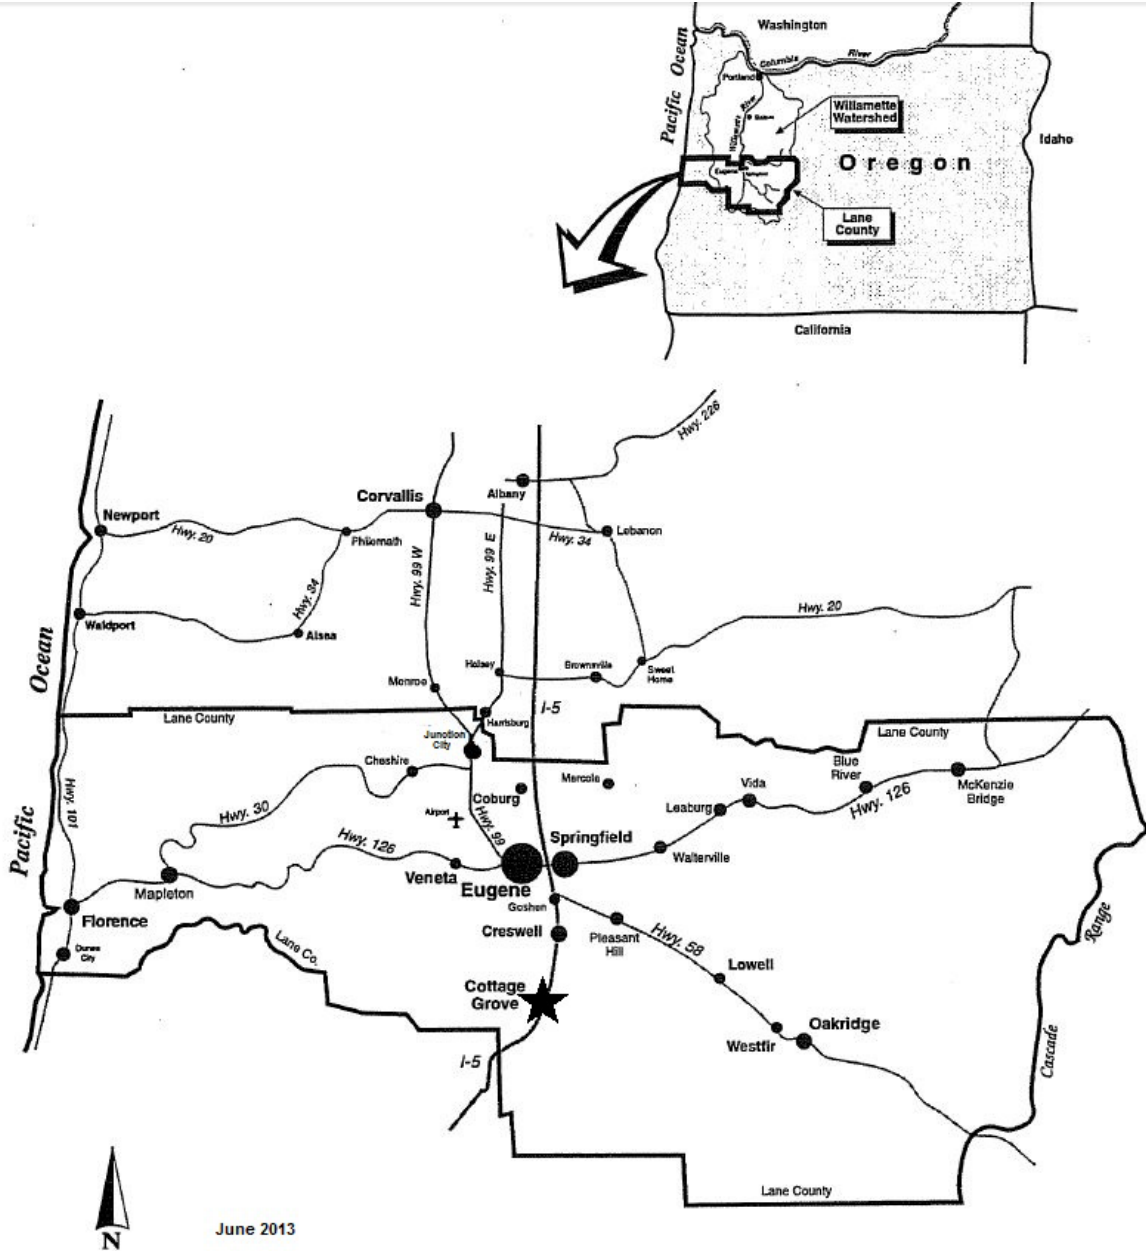 Washington
Pacific Ocean
Columbia River
Portland
Willamette River
Salem
Willamette
Watershed
Idaho
Oregon
Eugene
Springfield
Lane
County
California
Hwy. 226
Albany
Corvallis
Newport
Hwy. 20
Philomath
Hwy. 34
Lebanon
Hwy. 99 W
Hwy. 99 E
Hwy. 34
Waldport
Alsea
Hwy. 20
Pacific Ocean
Halsey
Brownsville
Sweet
Home
Monroe
I-5
Lane County
Harrisburg
Junction
City
Lane County
Cheshire
Blue
River
Mercola
Vida
McKenzie
Bridge
Hwy. 101
Coburg
Leaburg
Hwy. 126
Hwy. 30
Airport
Hwy. 99
Springfield
Hwy. 126
Walterville
Veneta
Eugene
Mapleton
Goshen
Florence
Creswell
Pleasant
Hill
Hwy. 58
Cascade Range
Dunes
City
Lane Co.
Lowell
Cottage
Grove
Oakridge
Westfir
I-5
Lane County
N
June 2013